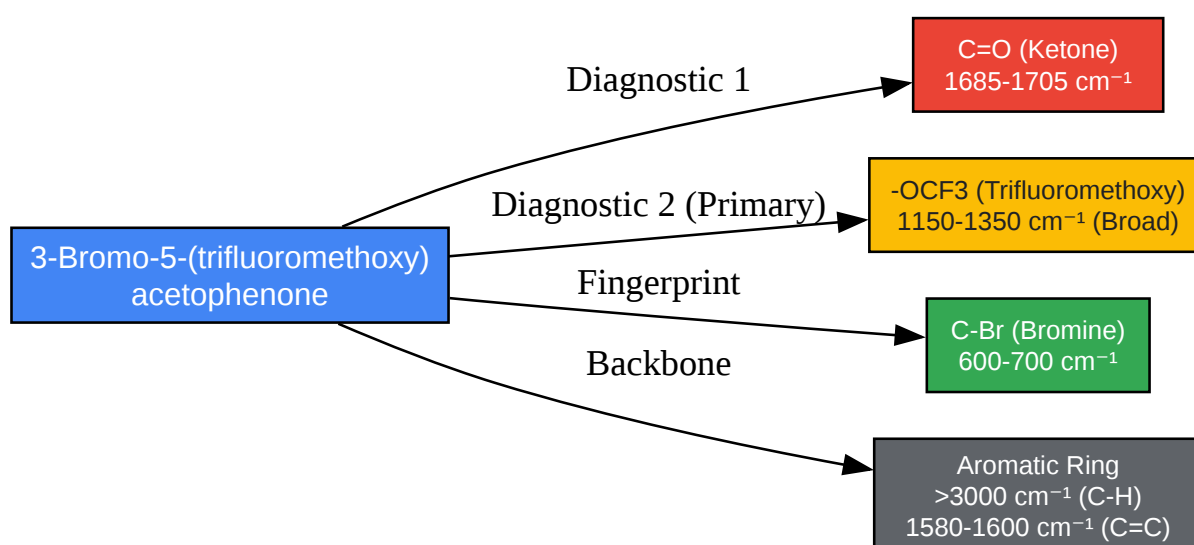 3-Bromo-5-(trifluoromethoxy)
acetophenone
Diagnostic 1
C=O (Ketone)
1685-1705 cm⁻¹
Diagnostic 2 (Primary)
-OCF3 (Trifluoromethoxy)
1150-1350 cm⁻¹ (Broad)
Fingerprint
C-Br (Bromine)
600-700 cm⁻¹
Backbone
Aromatic Ring
>3000 cm⁻¹ (C-H)
1580-1600 cm⁻¹ (C=C)